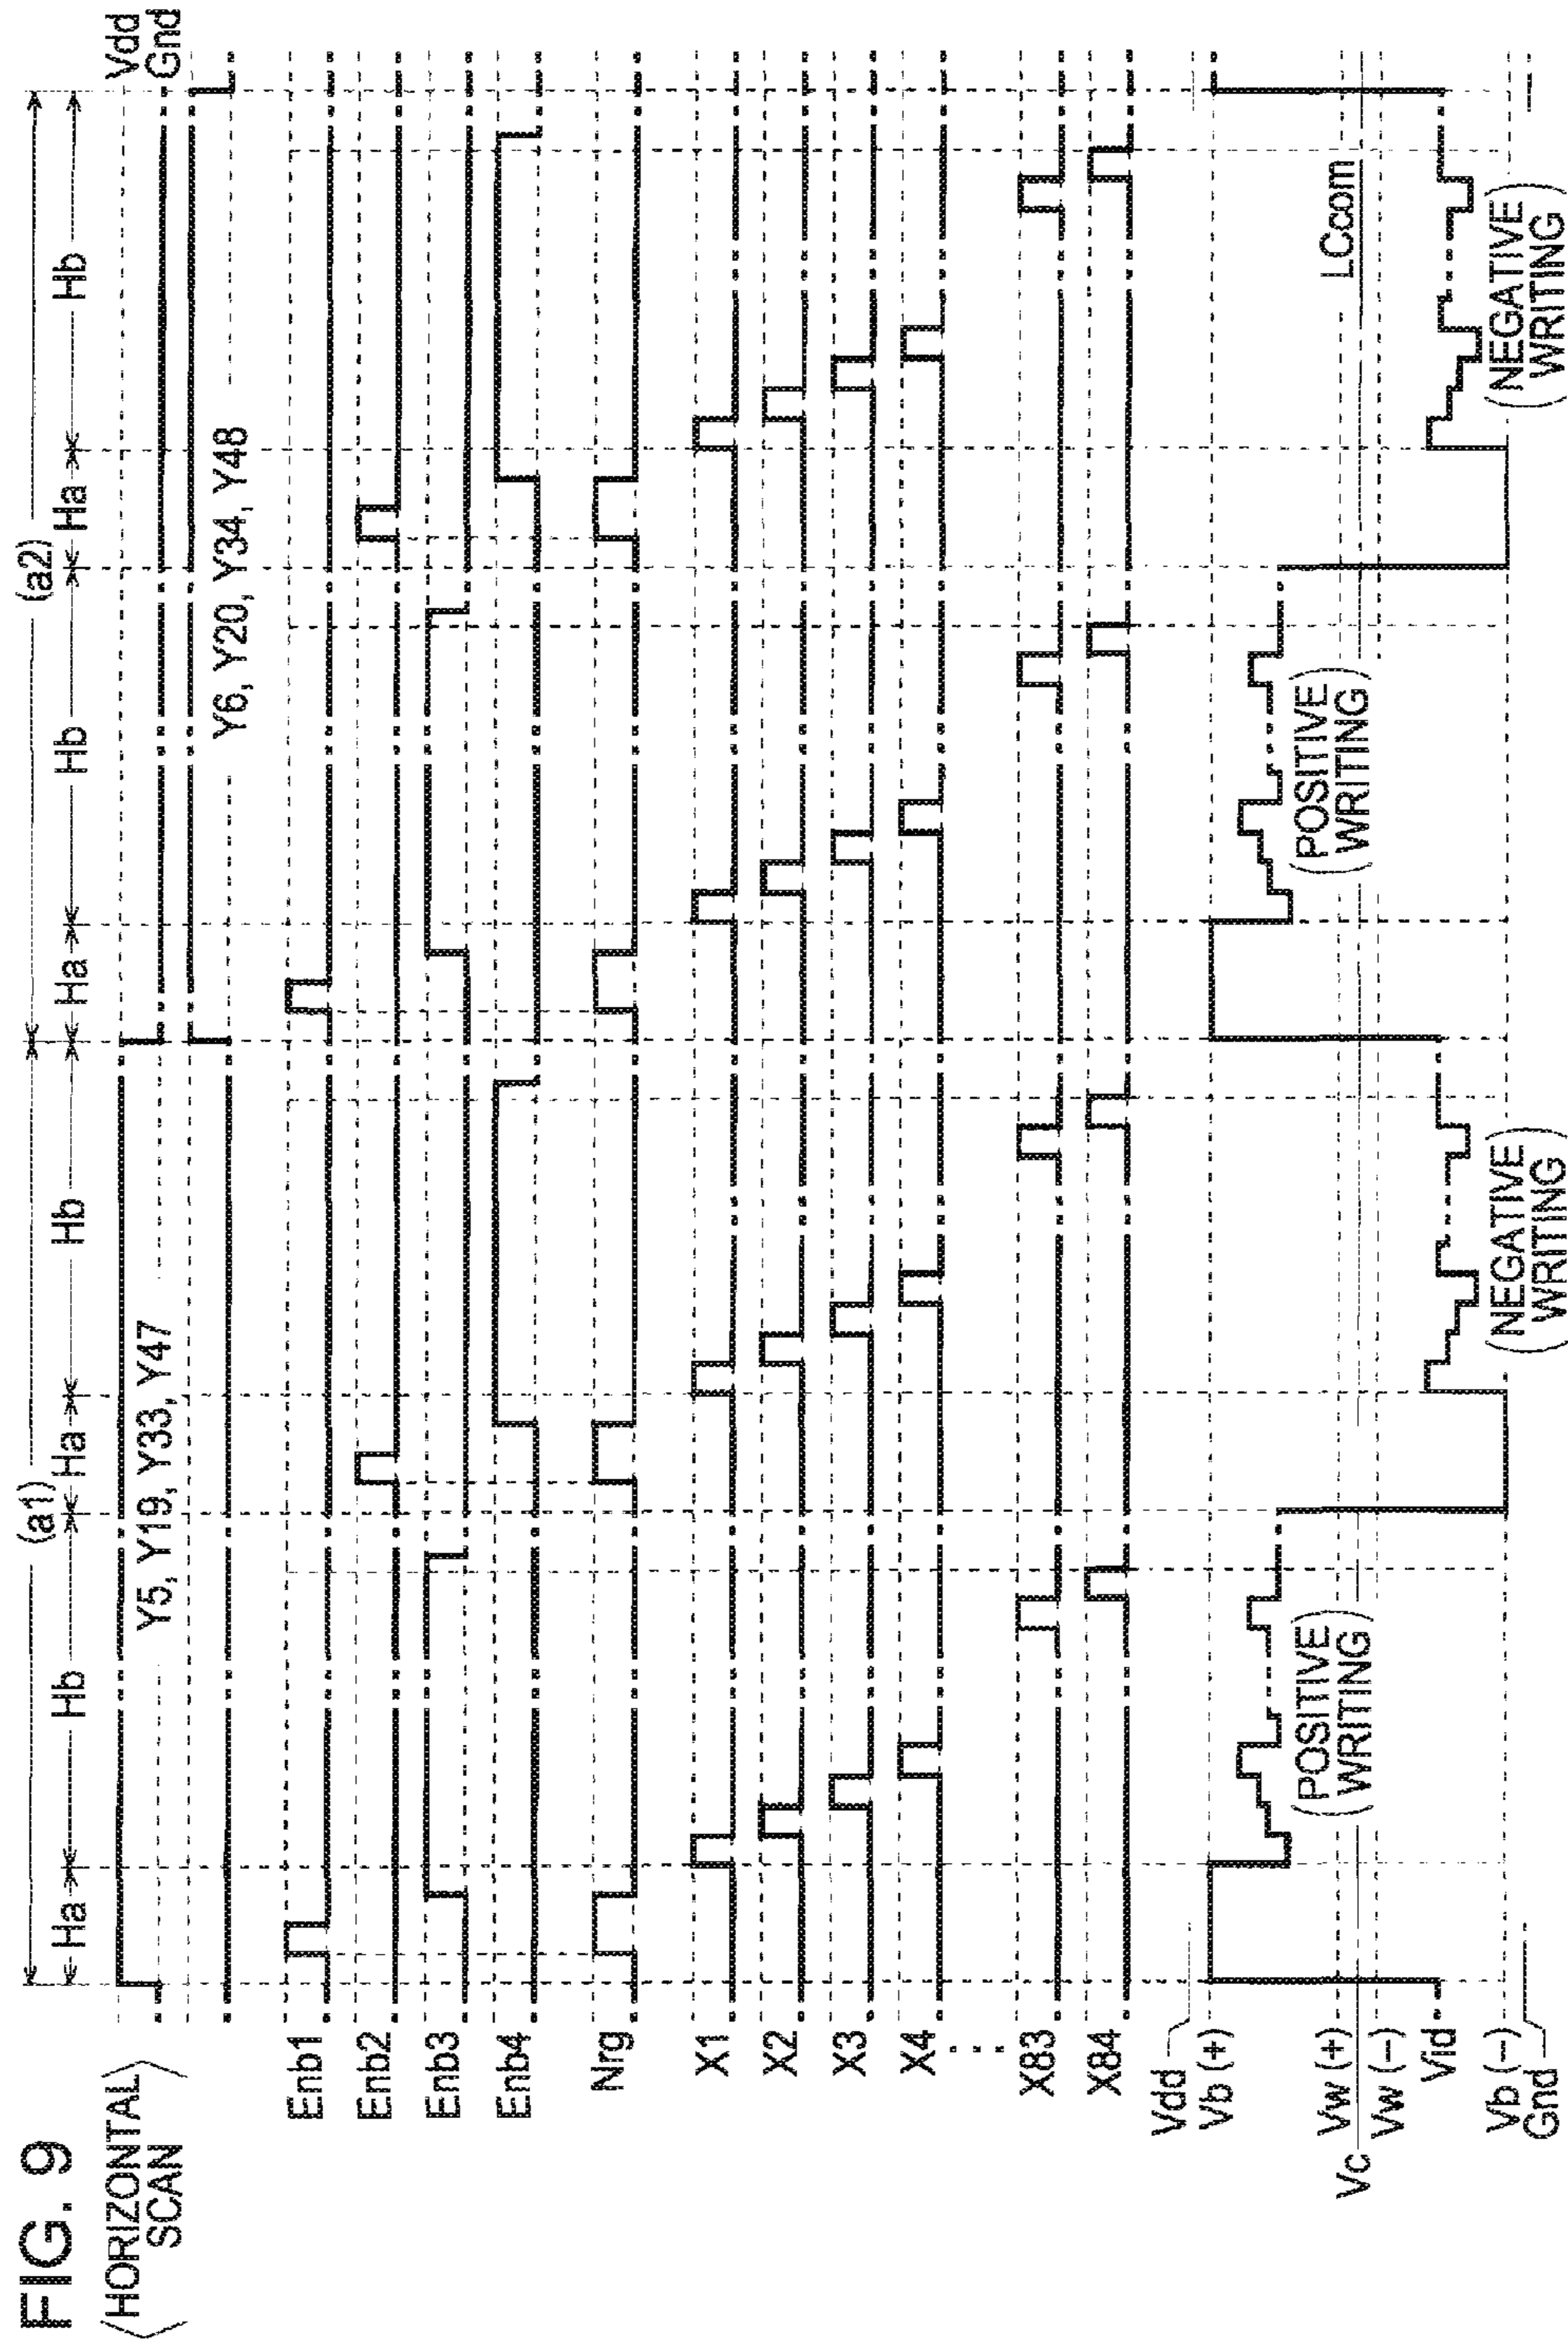 FIG. 9
⟨HORIZONTAL SCAN⟩
(a1)
(a2)
Ha
Hb
Ha
Hb
Ha
Hb
Ha
Hb
Vdd
Gnd
Y5, Y19, Y33, Y47
Y6, Y20, Y34, Y48
Enb1
Enb2
Enb3
Enb4
Nrg
X1
X2
X3
X4
...
X83
X84
Vdd
Vb (+)
Vw (+)
Vc
LCcom
Vw (–)
Vid
Vb (–)
Gnd
(POSITIVE
WRITING)
(NEGATIVE
WRITING)
(POSITIVE
WRITING)
(NEGATIVE
WRITING)